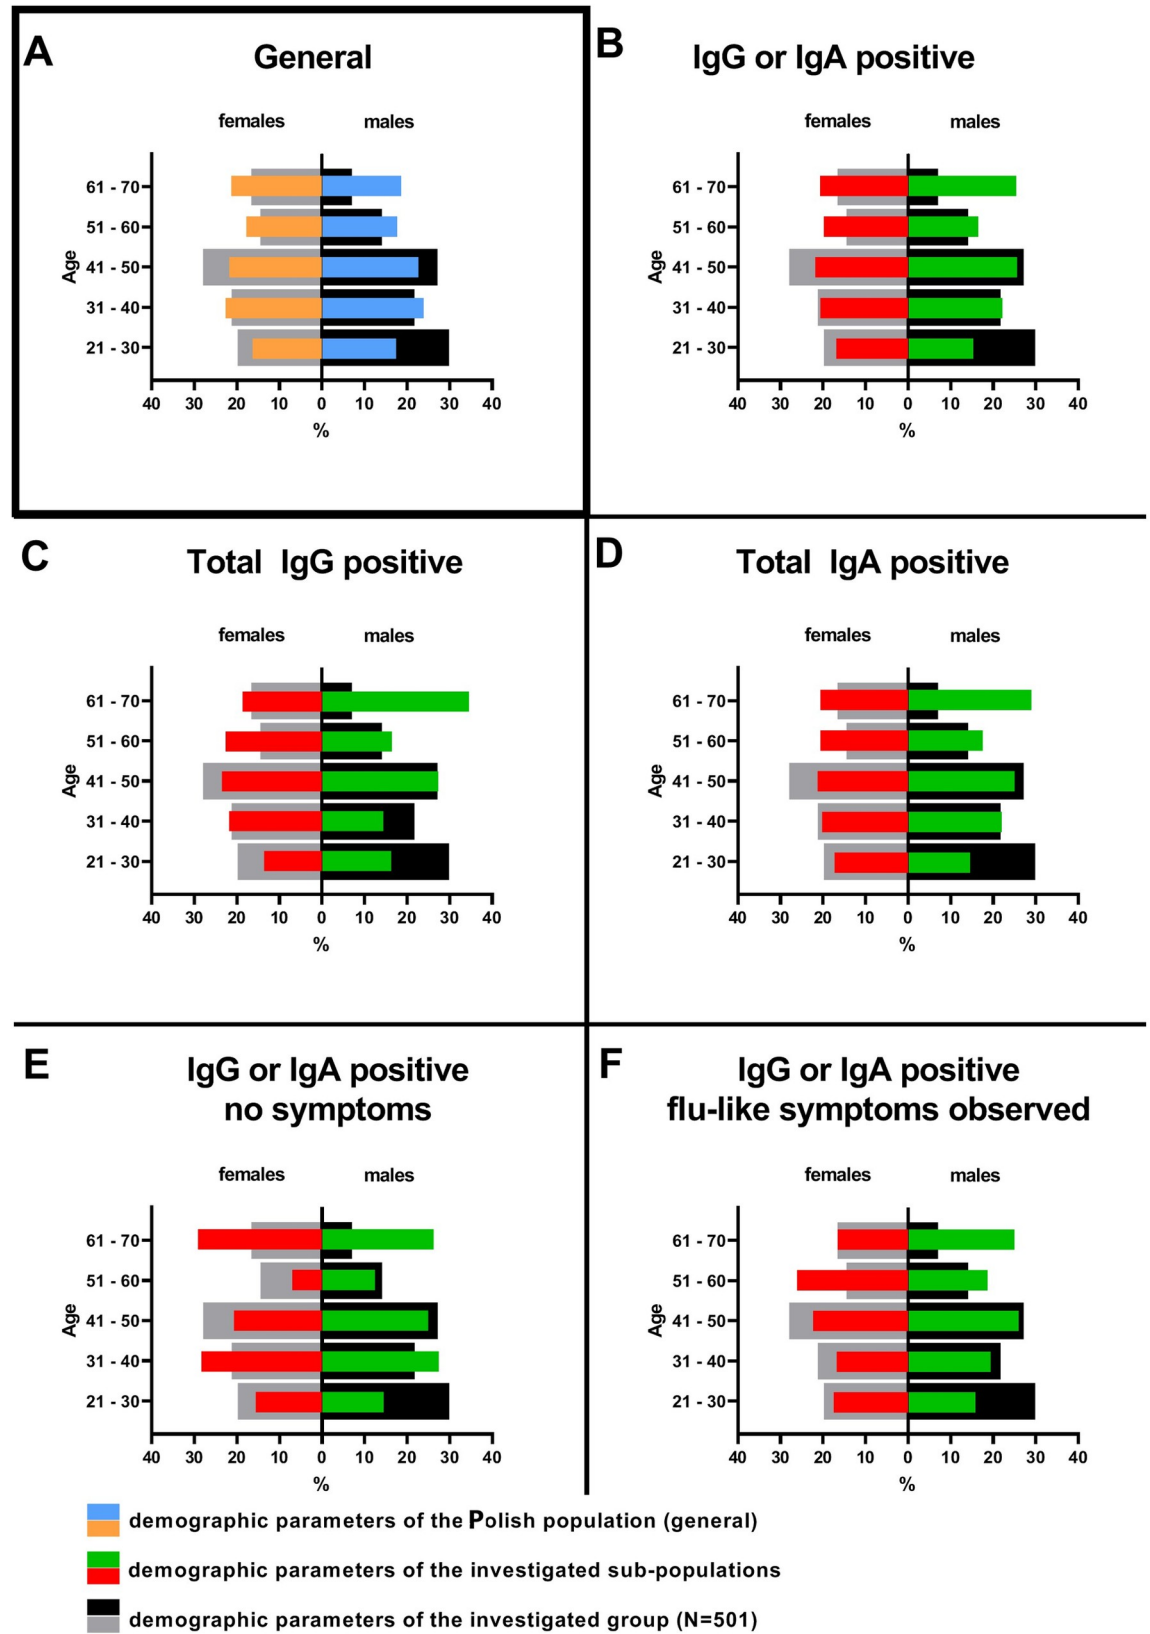 A
General
females males
61 - 70
51 - 60
41 - 50
31 - 40
21 - 30
Age
40 30 20 10 0 10 20 30 40
%
B
IgG or IgA positive
females males
61 - 70
51 - 60
41 - 50
31 - 40
21 - 30
Age
40 30 20 10 0 10 20 30 40
%
C
Total IgG positive
females males
61 - 70
51 - 60
41 - 50
31 - 40
21 - 30
Age
40 30 20 10 0 10 20 30 40
%
D
Total IgA positive
females males
61 - 70
51 - 60
41 - 50
31 - 40
21 - 30
Age
40 30 20 10 0 10 20 30 40
%
E
IgG or IgA positive
no symptoms
females males
61 - 70
51 - 60
41 - 50
31 - 40
21 - 30
Age
40 30 20 10 0 10 20 30 40
%
F
IgG or IgA positive
flu-like symptoms observed
females males
61 - 70
51 - 60
41 - 50
31 - 40
21 - 30
Age
40 30 20 10 0 10 20 30 40
%
demographic parameters of the Polish population (general)
demographic parameters of the investigated sub-populations
demographic parameters of the investigated group (N=501)